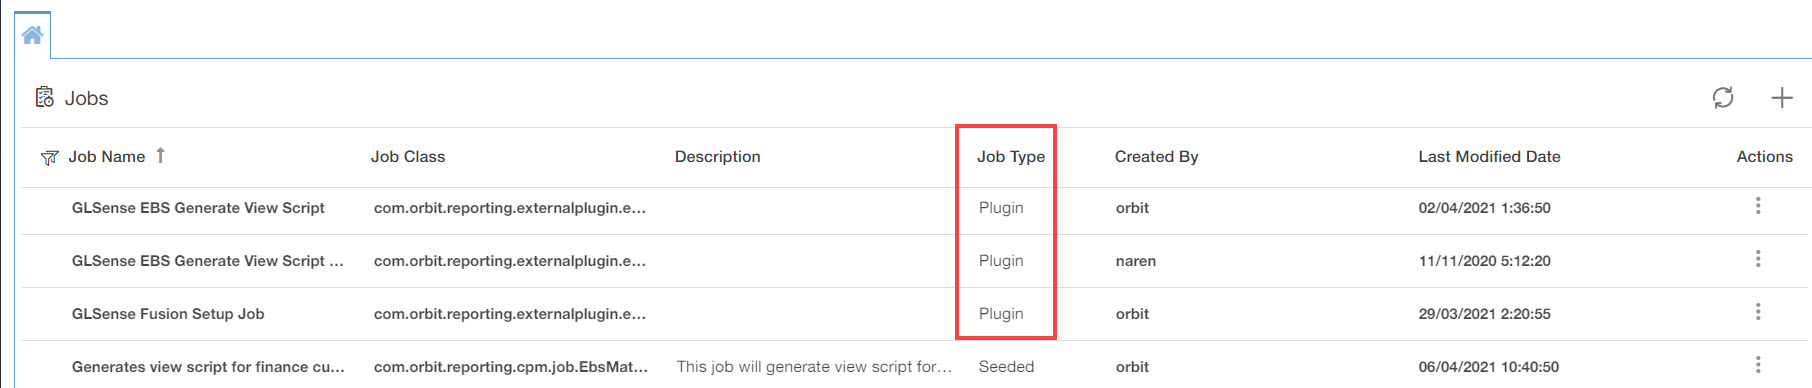 Jobs
Job Name Job Class Description Job Type Created By Last Modified Date Actions
GLSense EBS Generate View Script com.orbit.reporting.externalplugin.e... Plugin orbit 02/04/2021 1:36:50
GLSense EBS Generate View Script ... com.orbit.reporting.externalplugin.e... Plugin naren 11/11/2020 5:12:20
GLSense Fusion Setup Job com.orbit.reporting.externalplugin.e... Plugin orbit 29/03/2021 2:20:55
Generates view script for finance cu... com.orbit.reporting.cpm.job.EbsMat... This job will generate view script for... Seeded orbit 06/04/2021 10:40:50